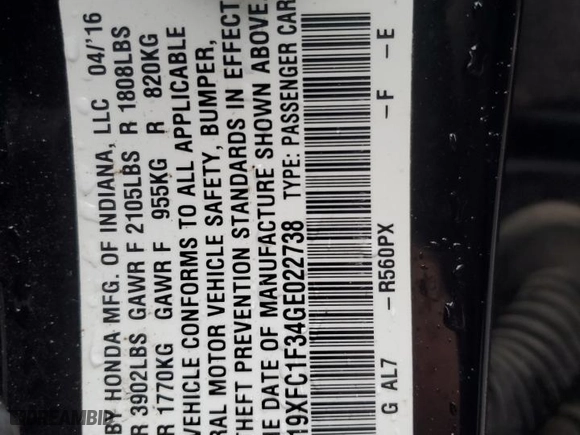 BY HONDA MFG. OF INDIANA, LLC 04/'16
R 3902LBS GAWR F 2105LBS R 1808LBS
R 1770KG GAWR F 955KG R 820KG
VEHICLE CONFORMS TO ALL APPLICABLE
RAL MOTOR VEHICLE SAFETY, BUMPER,
THEFT PREVENTION STANDARDS IN EFFECT
HE DATE OF MANUFACTURE SHOWN ABOVE.
19XFC1F34GE022738 TYPE: PASSENGER CAR
G AL7 -R560PX -F -E